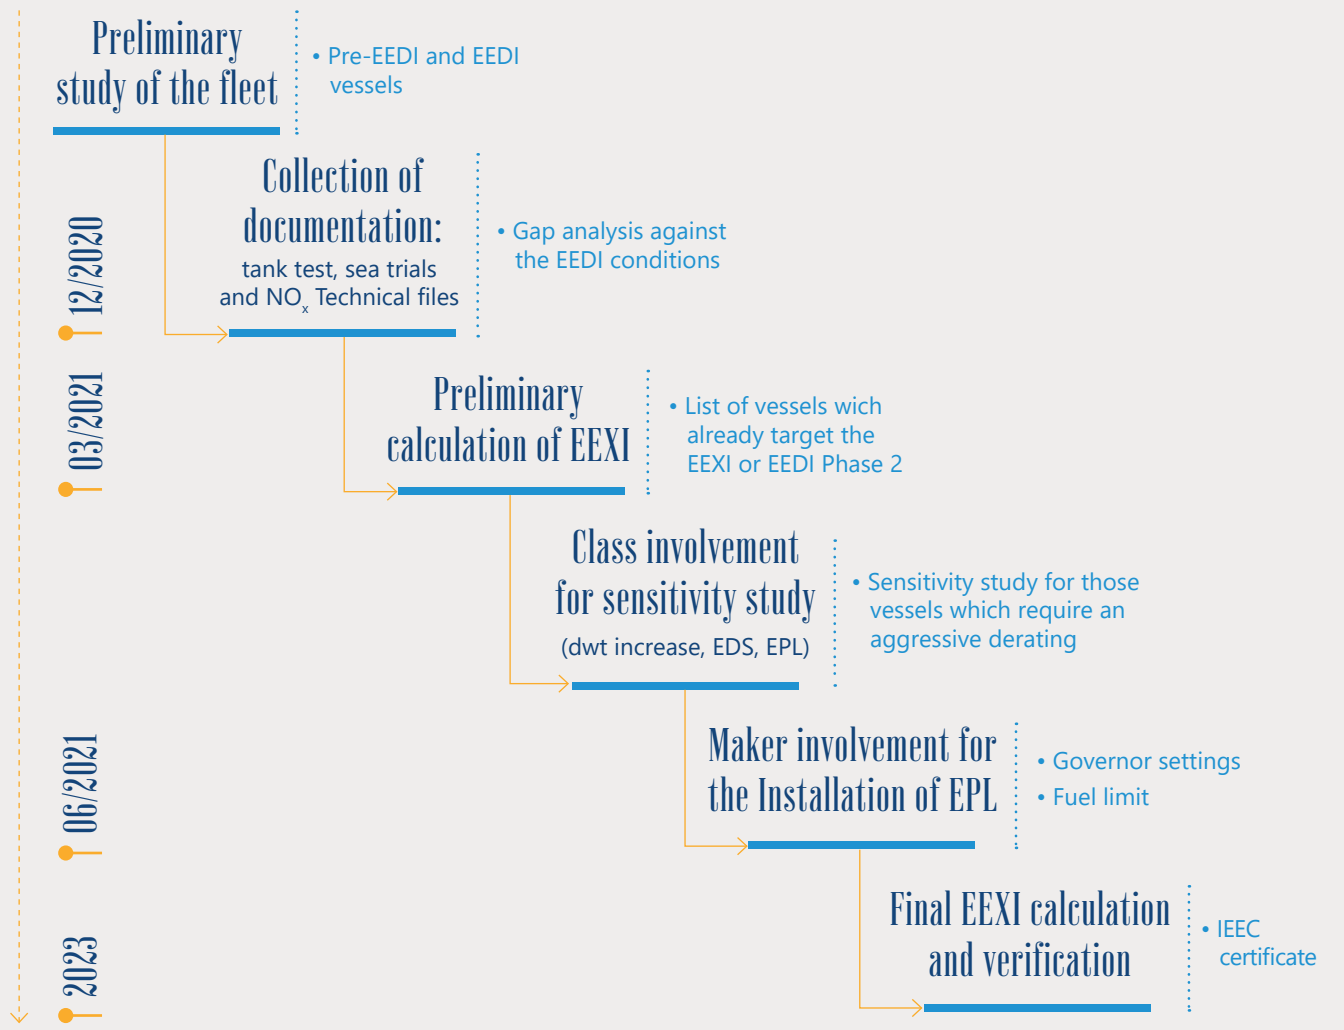 Preliminary
study of the fleet
• Pre-EEDI and EEDI
vessels
12/2020
Collection of
documentation:
tank test, sea trials
and NOx Technical files
• Gap analysis against
the EEDI conditions
03/2021
Preliminary
calculation of EEXI
• List of vessels wich
already target the
EEXI or EEDI Phase 2
Class involvement
for sensitivity study
(dwt increase, EDS, EPL)
• Sensitivity study for those
vessels which require an
aggressive derating
06/2021
Maker involvement for
the Installation of EPL
• Governor settings
• Fuel limit
2023
Final EEXI calculation
and verification
• IEEC
certificate